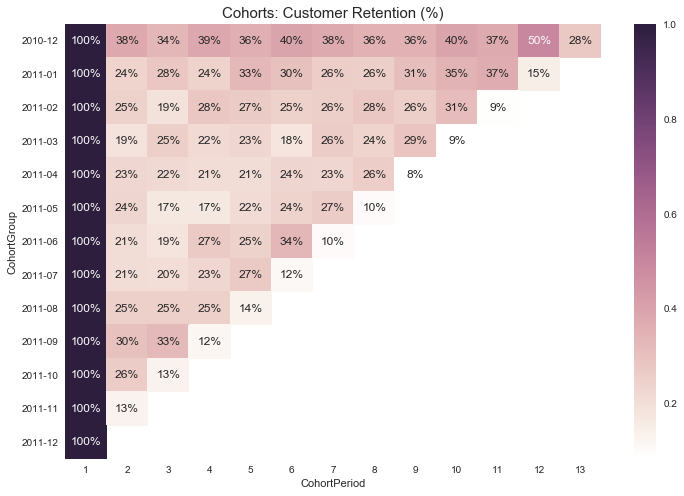 Cohorts: Customer Retention (%)
2010-12 100% 38% 34% 39% 36% 40% 38% 36% 36% 40% 37% 50% 28%
2011-01 100% 24% 28% 24% 33% 30% 26% 26% 31% 35% 37% 15%
2011-02 100% 25% 19% 28% 27% 25% 26% 28% 26% 31% 9%
2011-03 100% 19% 25% 22% 23% 18% 26% 24% 29% 9%
2011-04 100% 23% 22% 21% 21% 24% 23% 26% 8%
2011-05 100% 24% 17% 17% 22% 24% 27% 10%
2011-06 100% 21% 19% 27% 25% 34% 10%
2011-07 100% 21% 20% 23% 27% 12%
2011-08 100% 25% 25% 25% 14%
2011-09 100% 30% 33% 12%
2011-10 100% 26% 13%
2011-11 100% 13%
2011-12 100%
1 2 3 4 5 6 7 8 9 10 11 12 13
CohortPeriod
CohortGroup
1.0
0.8
0.6
0.4
0.2